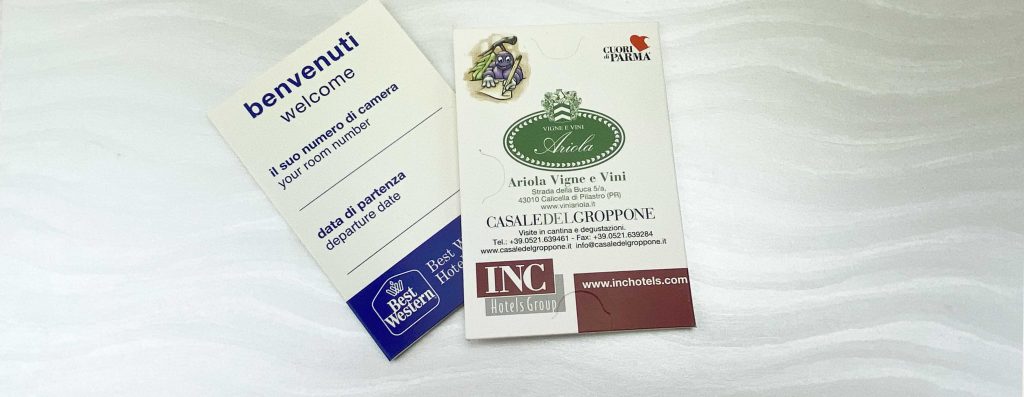 benvenuti
welcome
il suo numero di camera
your room number
data di partenza
departure date
Best
Western
Best W
Hote
CUORI
di PARMA
VIGNE E VINI
Ariola
Ariola Vigne e Vini
Strada della Buca 5/a,
43010 Calicella di Pilastro (PR)
www.viniariola.it
CASALEDELGROPPONE
Visite in cantina e degustazioni.
Tel.: +39.0521.639461 - Fax: +39.0521.639284
www.casaledelgroppone.it info@casaledelgroppone.it
INC
Hotels Group
www.inchotels.com